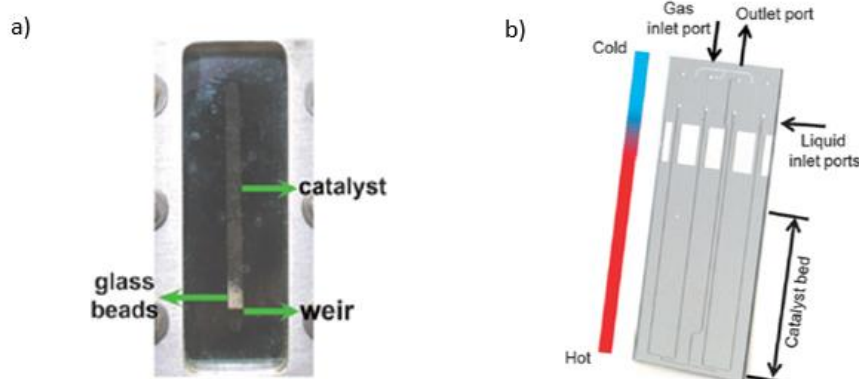 a)
catalyst
glass
beads
weir
b)
Gas
inlet port
Outlet port
Cold
Liquid
inlet ports
Catalyst bed
Hot